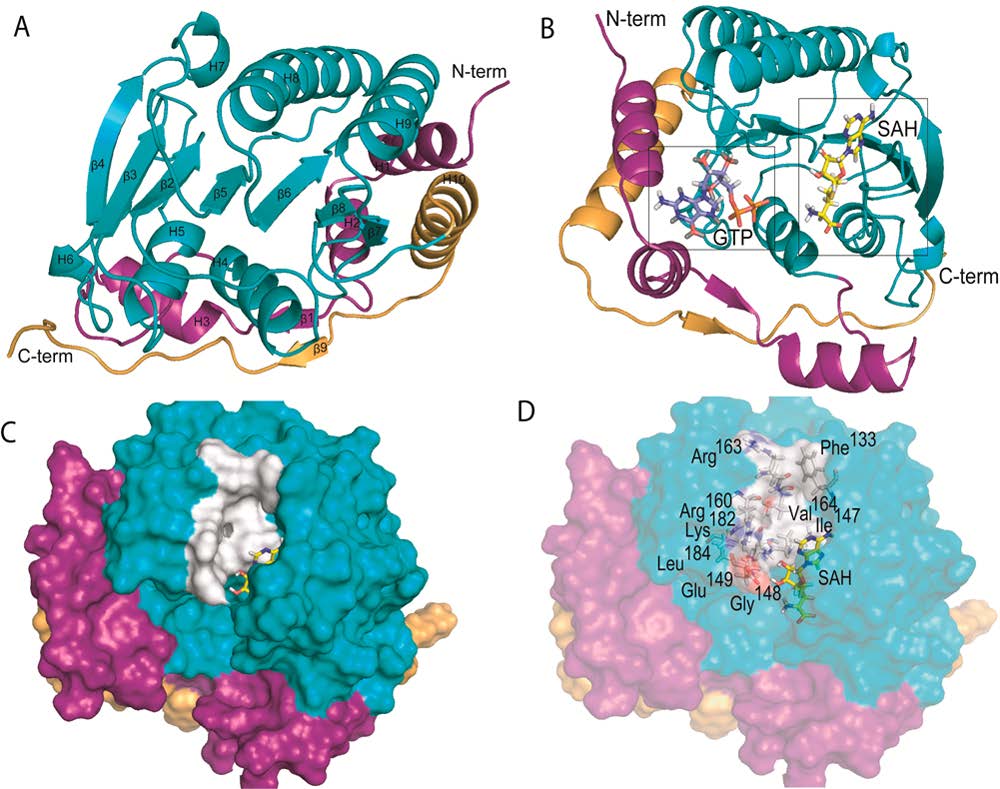 A
H7
H8
N-term
H9
H1
H10
β4
β3
β2
β5
β6
β8
H2
β7
H5
H6
H4
H3
β1
β9
C-term
B
N-term
SAH
GTP
C-term
C
D
Arg163
Phe133
Arg160
Val164
Lys182
Ile147
Leu184
SAH
Glu149
Gly148